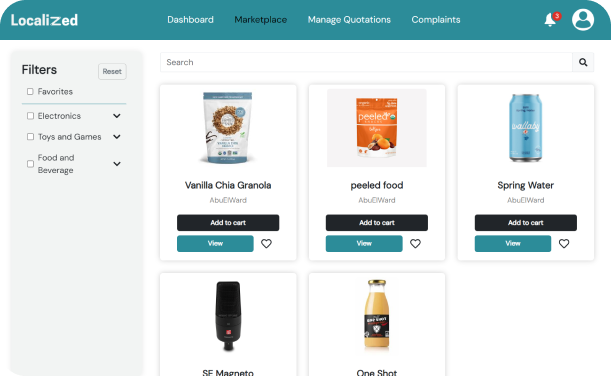 Localized
Dashboard
Marketplace
Manage Quotations
Complaints
3
Filters
Reset
Favorites
Electronics
Toys and Games
Food and
Beverage
Search
Vanilla Chia Granola
AbuElWard
Add to cart
View
peeled
peeled food
AbuElWard
Add to cart
View
wallaby
Spring Water
AbuElWard
Add to cart
View
SE Magneto
One Shot